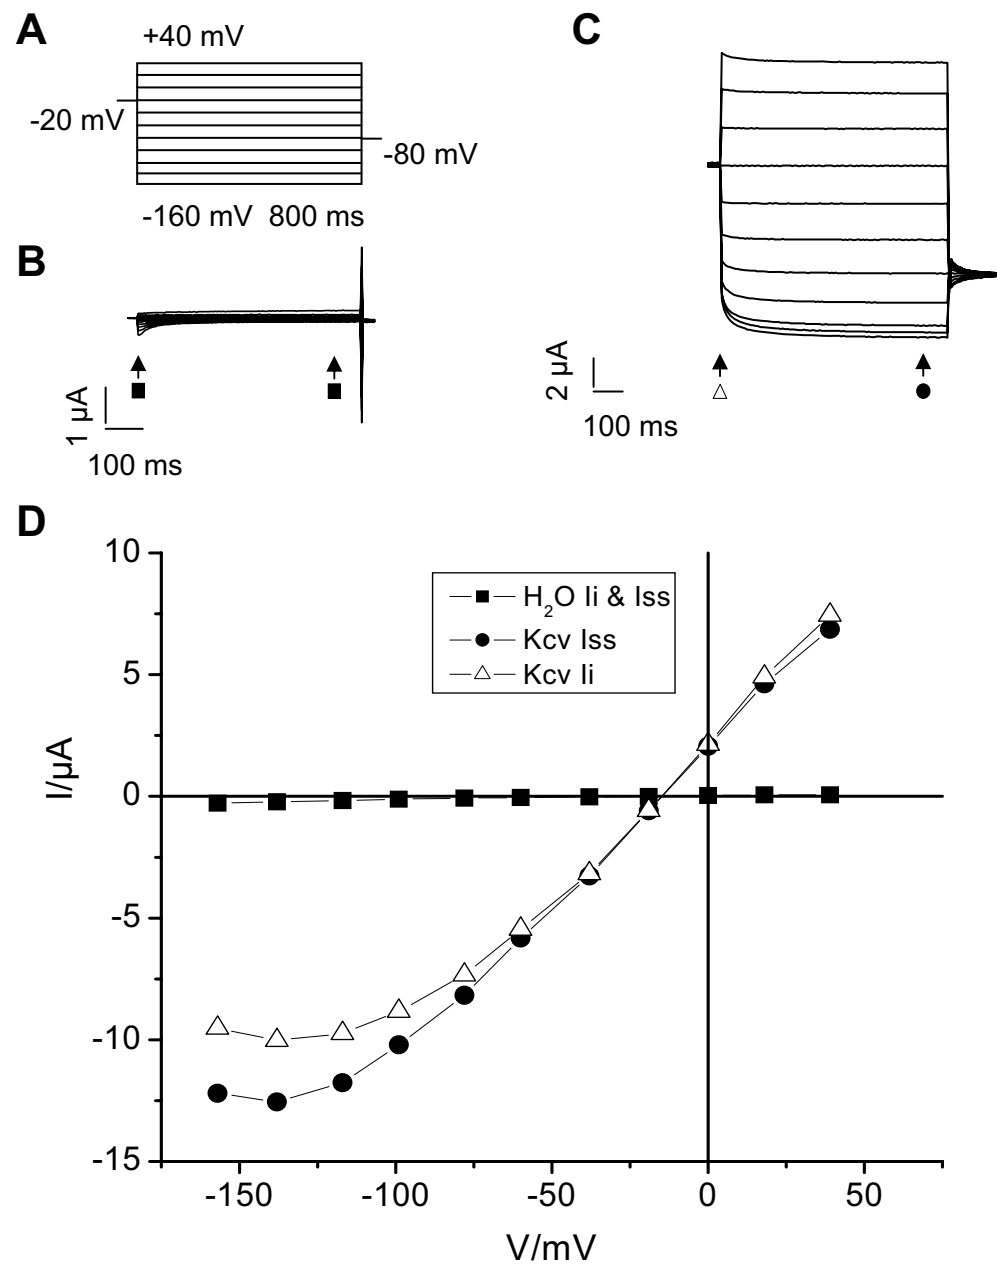 A
+40 mV
-20 mV
-80 mV
-160 mV 800 ms
B
1 µA
100 ms
C
2 µA
100 ms
D
10
5
0
-5
-10
-15
I/µA
H2O Ii & Iss
Kcv Iss
Kcv Ii
-150
-100
-50
0
50
V/mV